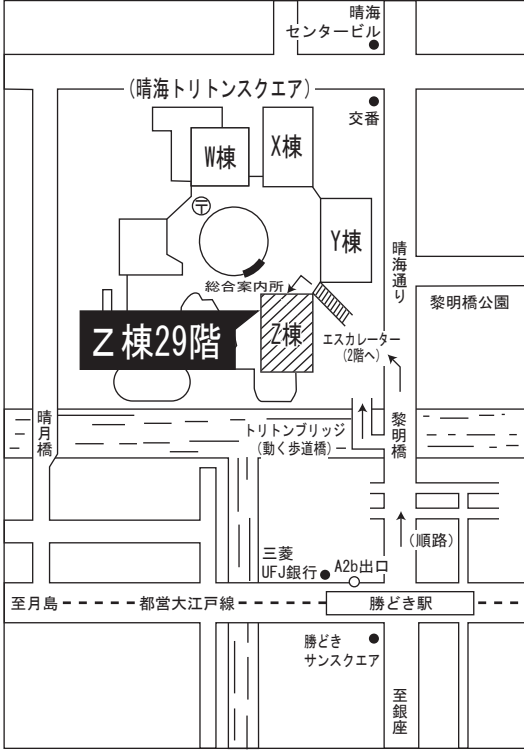 晴海
センタービル
(晴海トリトンスクエア)
交番
W棟
X棟
〒
Y棟
晴海通り
総合案内所
黎明橋公園
Z棟29階
Z棟
エスカレーター
(2階へ)
晴月橋
トリトンブリッジ
(動く歩道橋)
黎明橋
(順路)
三菱
UFJ銀行
A2b出口
至月島
都営大江戸線
勝どき駅
勝どき
サンスクエア
至銀座